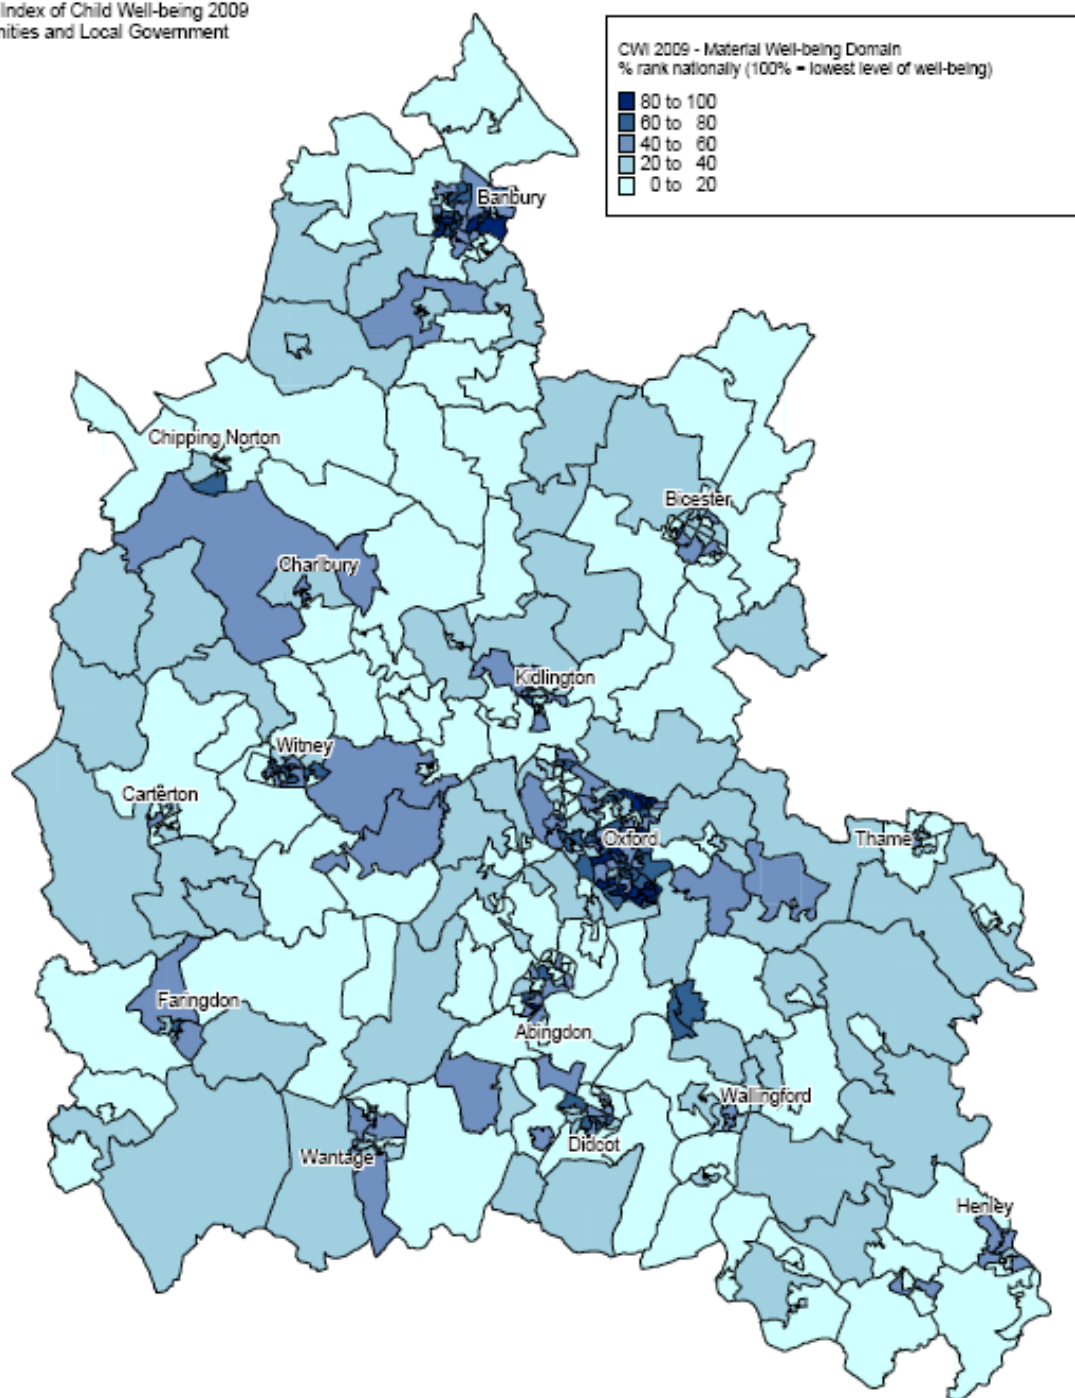 Index of Child Well-being 2009
nities and Local Government
CWI 2009 - Material Well-being Domain
% rank nationally (100% = lowest level of well-being)
80 to 100
60 to 80
40 to 60
20 to 40
0 to 20
Banbury
Chipping Norton
Bicester
Charlbury
Kidlington
Witney
Carterton
Oxford
Thame
Faringdon
Abingdon
Wallingford
Didcot
Wantage
Henley